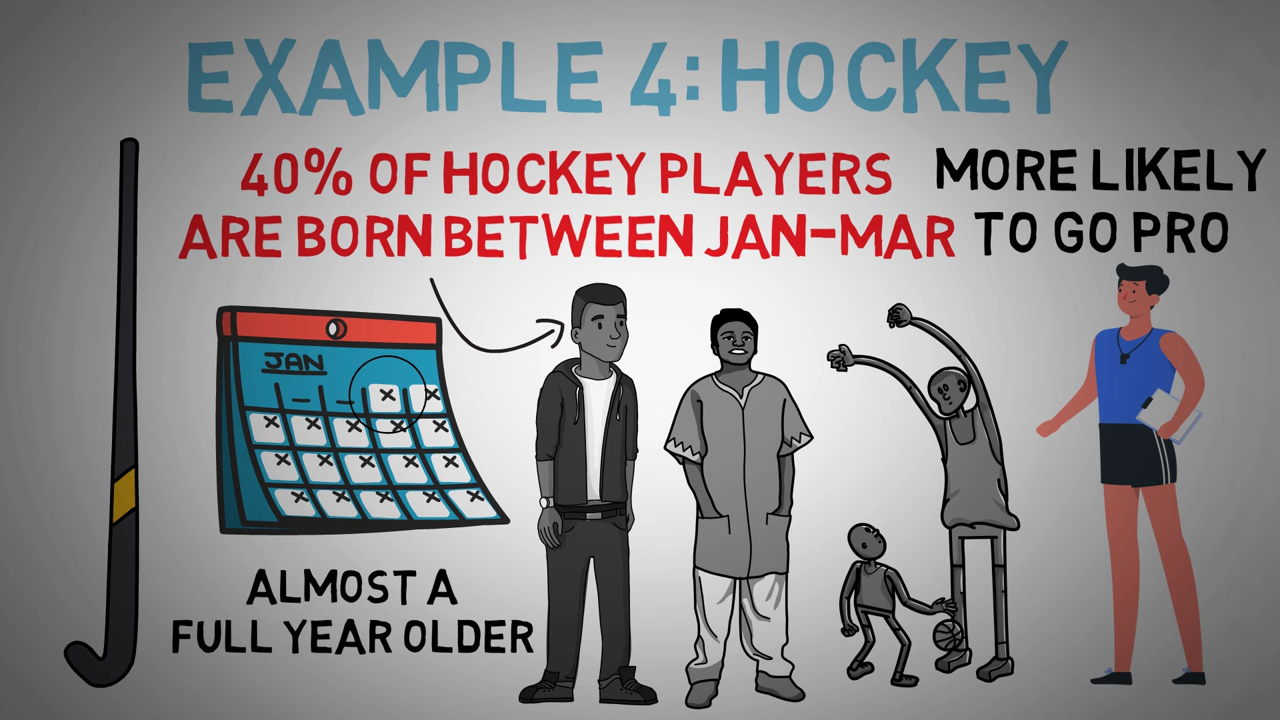 EXAMPLE 4: HOCKEY
40% OF HOCKEY PLAYERS
ARE BORN BETWEEN JAN-MAR
MORE LIKELY
TO GO PRO
JAN
ALMOST A
FULL YEAR OLDER